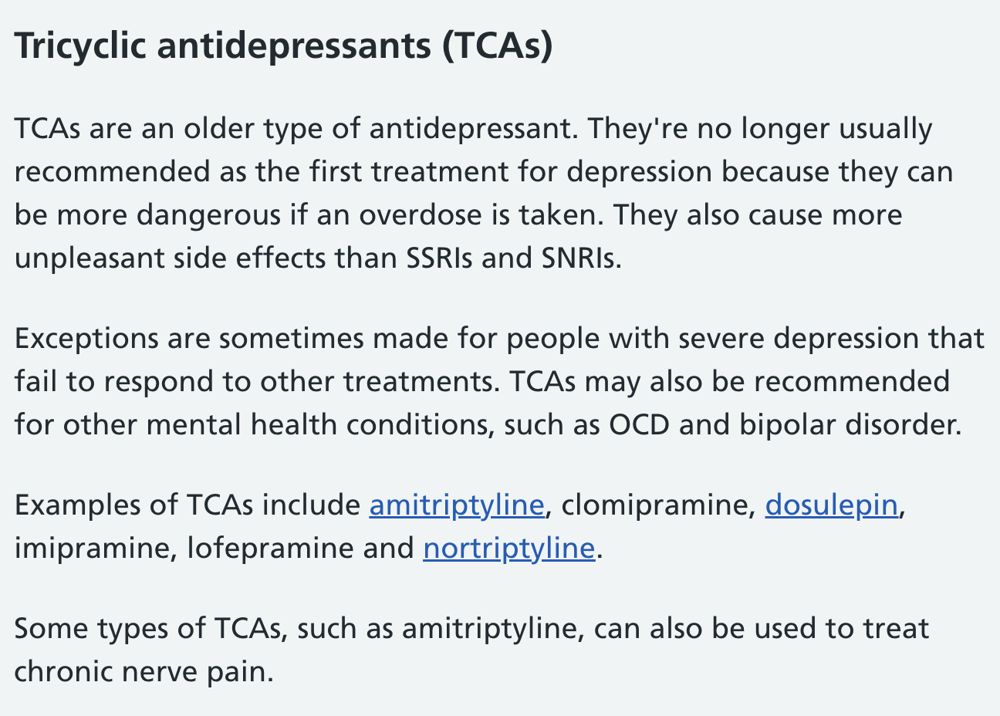 Tricyclic antidepressants (TCAs)
TCAs are an older type of antidepressant. They're no longer usually
recommended as the first treatment for depression because they can
be more dangerous if an overdose is taken. They also cause more
unpleasant side effects than SSRIs and SNRIs.
Exceptions are sometimes made for people with severe depression that
fail to respond to other treatments. TCAs may also be recommended
for other mental health conditions, such as OCD and bipolar disorder.
Examples of TCAs include amitriptyline, clomipramine, dosulepin,
imipramine, lofepramine and nortriptyline.
Some types of TCAs, such as amitriptyline, can also be used to treat
chronic nerve pain.